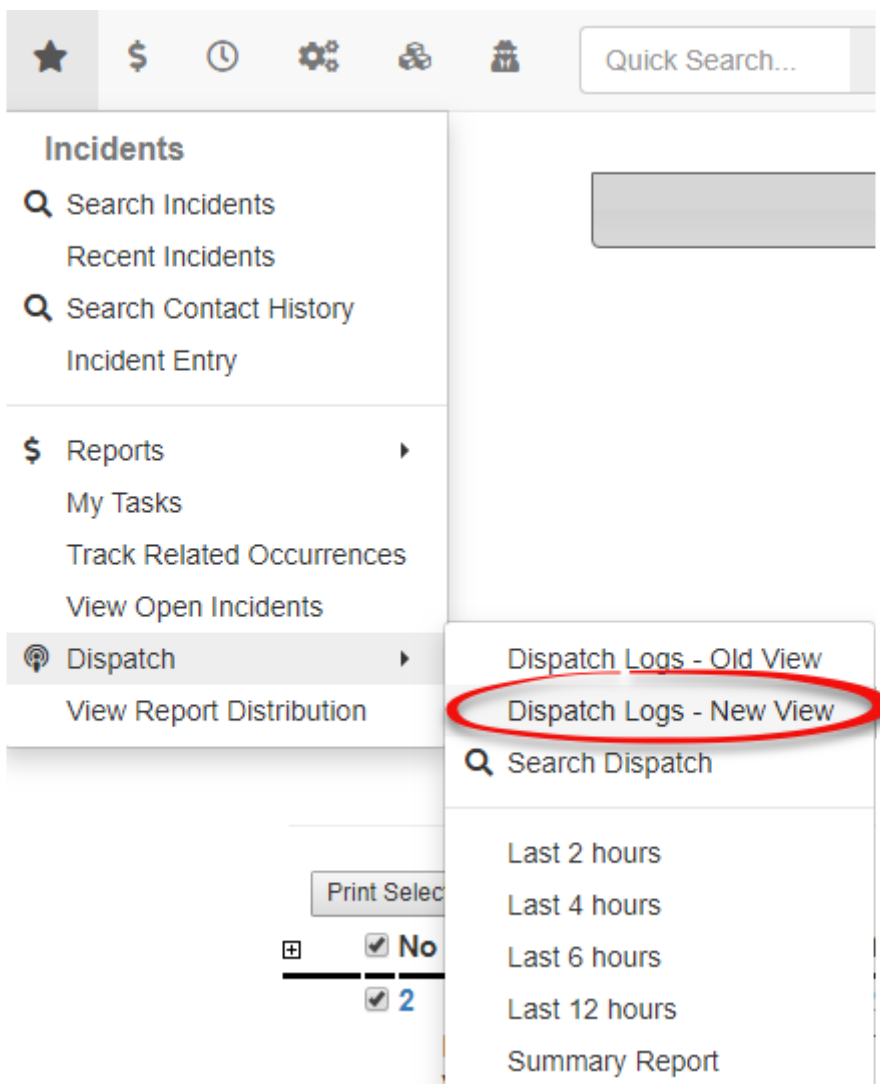 Quick Search...
Incidents
Search Incidents
Recent Incidents
Search Contact History
Incident Entry
$ Reports
My Tasks
Track Related Occurrences
View Open Incidents
Dispatch
View Report Distribution
Dispatch Logs - Old View
Dispatch Logs - New View
Search Dispatch
Last 2 hours
Last 4 hours
Last 6 hours
Last 12 hours
Summary Report
Print Selec
No
2